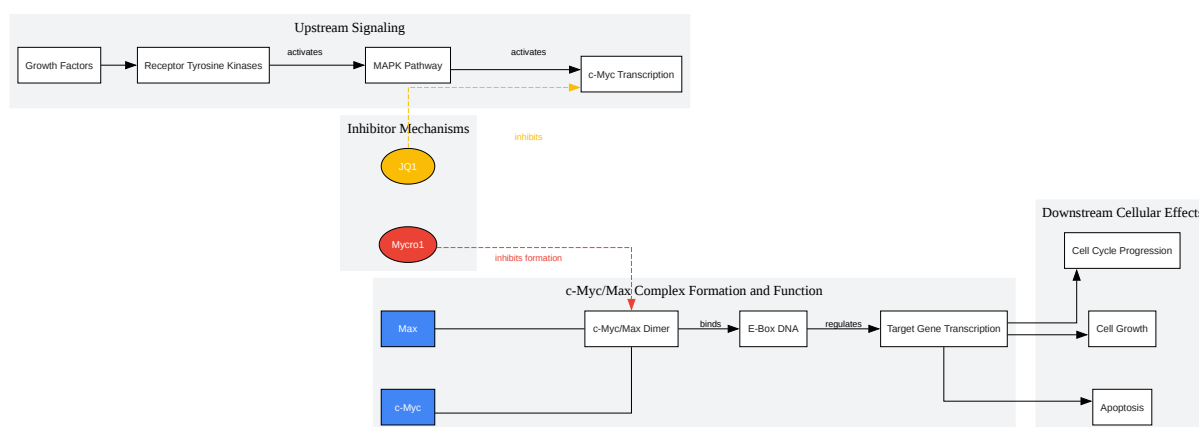 Upstream Signaling
Growth Factors
Receptor Tyrosine Kinases
activates
MAPK Pathway
activates
c-Myc Transcription
Inhibitor Mechanisms
inhibits
JQ1
Mycro1
inhibits formation
Downstream Cellular Effects
Cell Cycle Progression
c-Myc/Max Complex Formation and Function
Max
c-Myc/Max Dimer
binds
E-Box DNA
regulates
Target Gene Transcription
Cell Growth
c-Myc
Apoptosis